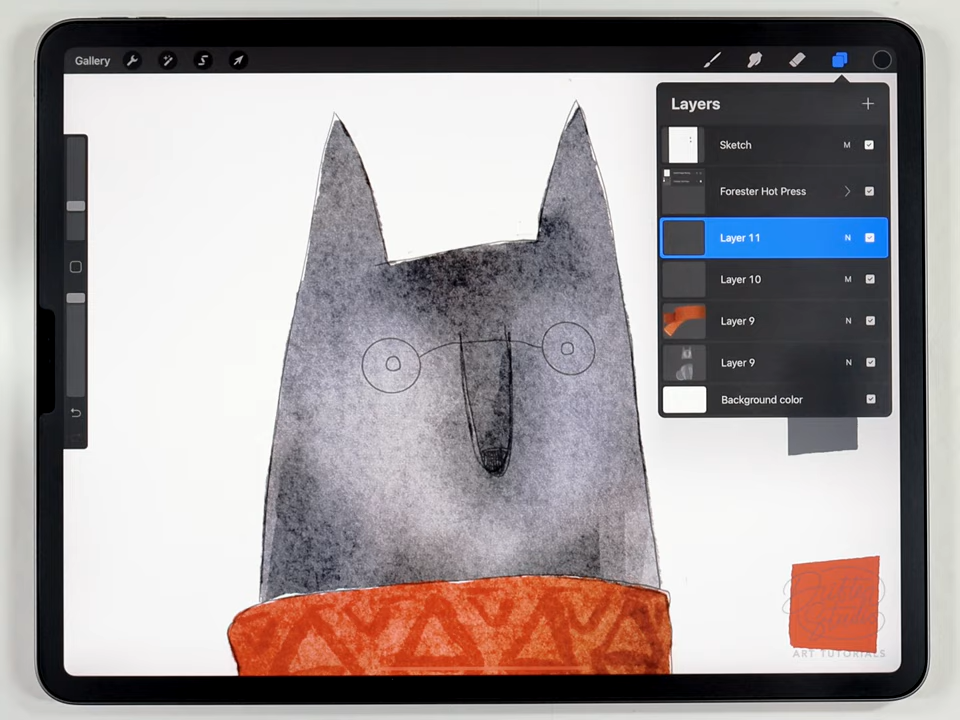 Gallery
Layers
Sketch M
Forester Hot Press
Layer 11 N
Layer 10 M
Layer 9 N
Layer 9 N
Background color
ART TUTORIALS